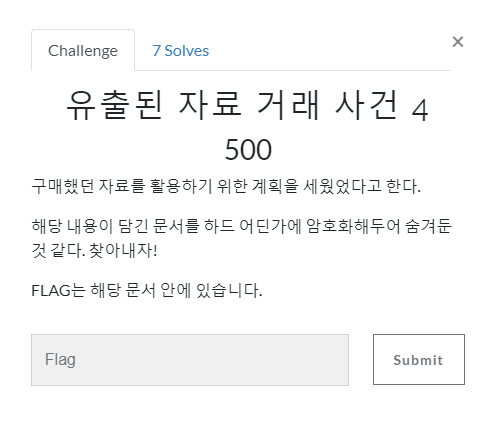 Challenge
7 Solves
×
유출된 자료 거래 사건 4
500
구매했던 자료를 활용하기 위한 계획을 세웠었다고 한다.
해당 내용이 담긴 문서를 하드 어딘가에 암호화해두어 숨겨둔
것 같다. 찾아내자!
FLAG는 해당 문서 안에 있습니다.
Flag
Submit